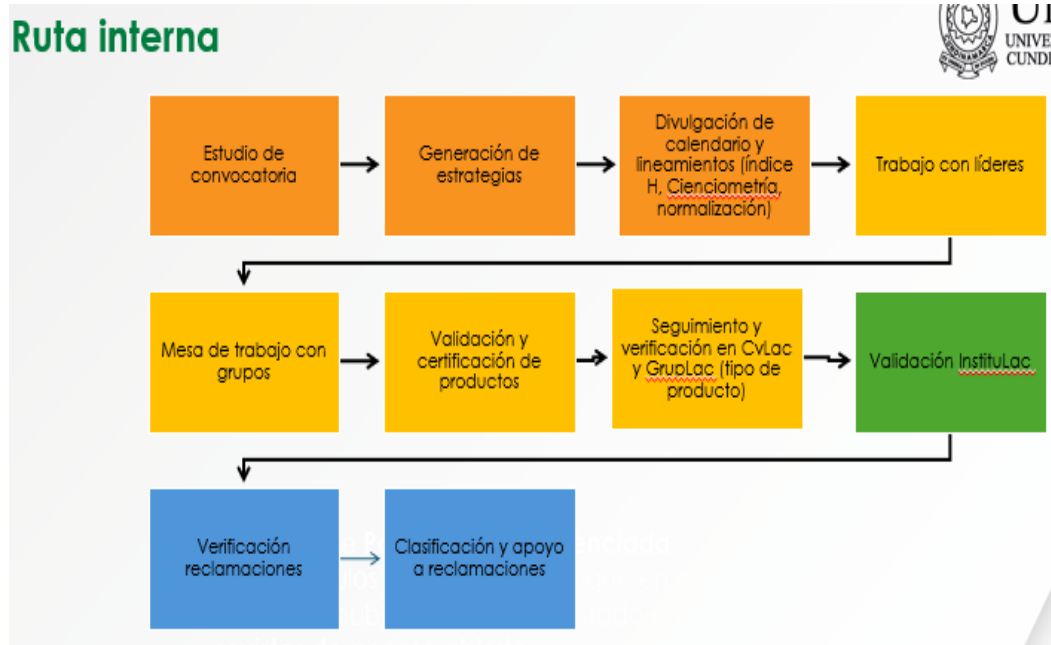 Ruta interna
UNIVE
CUNDI
Estudio de
convocatoria
Generación de
estrategias
Divulgación de
calendario y
lineamientos (índice
H, Cienciometría,
normalización)
Trabajo con líderes
Mesa de trabajo con
grupos
Validación y
certificación de
productos
Seguimiento y
verificación en CvLac
y GrupLac (tipo de
producto)
Validación InstituLac
Verificación
reclamaciones
Clasificación y apoyo
a reclamaciones